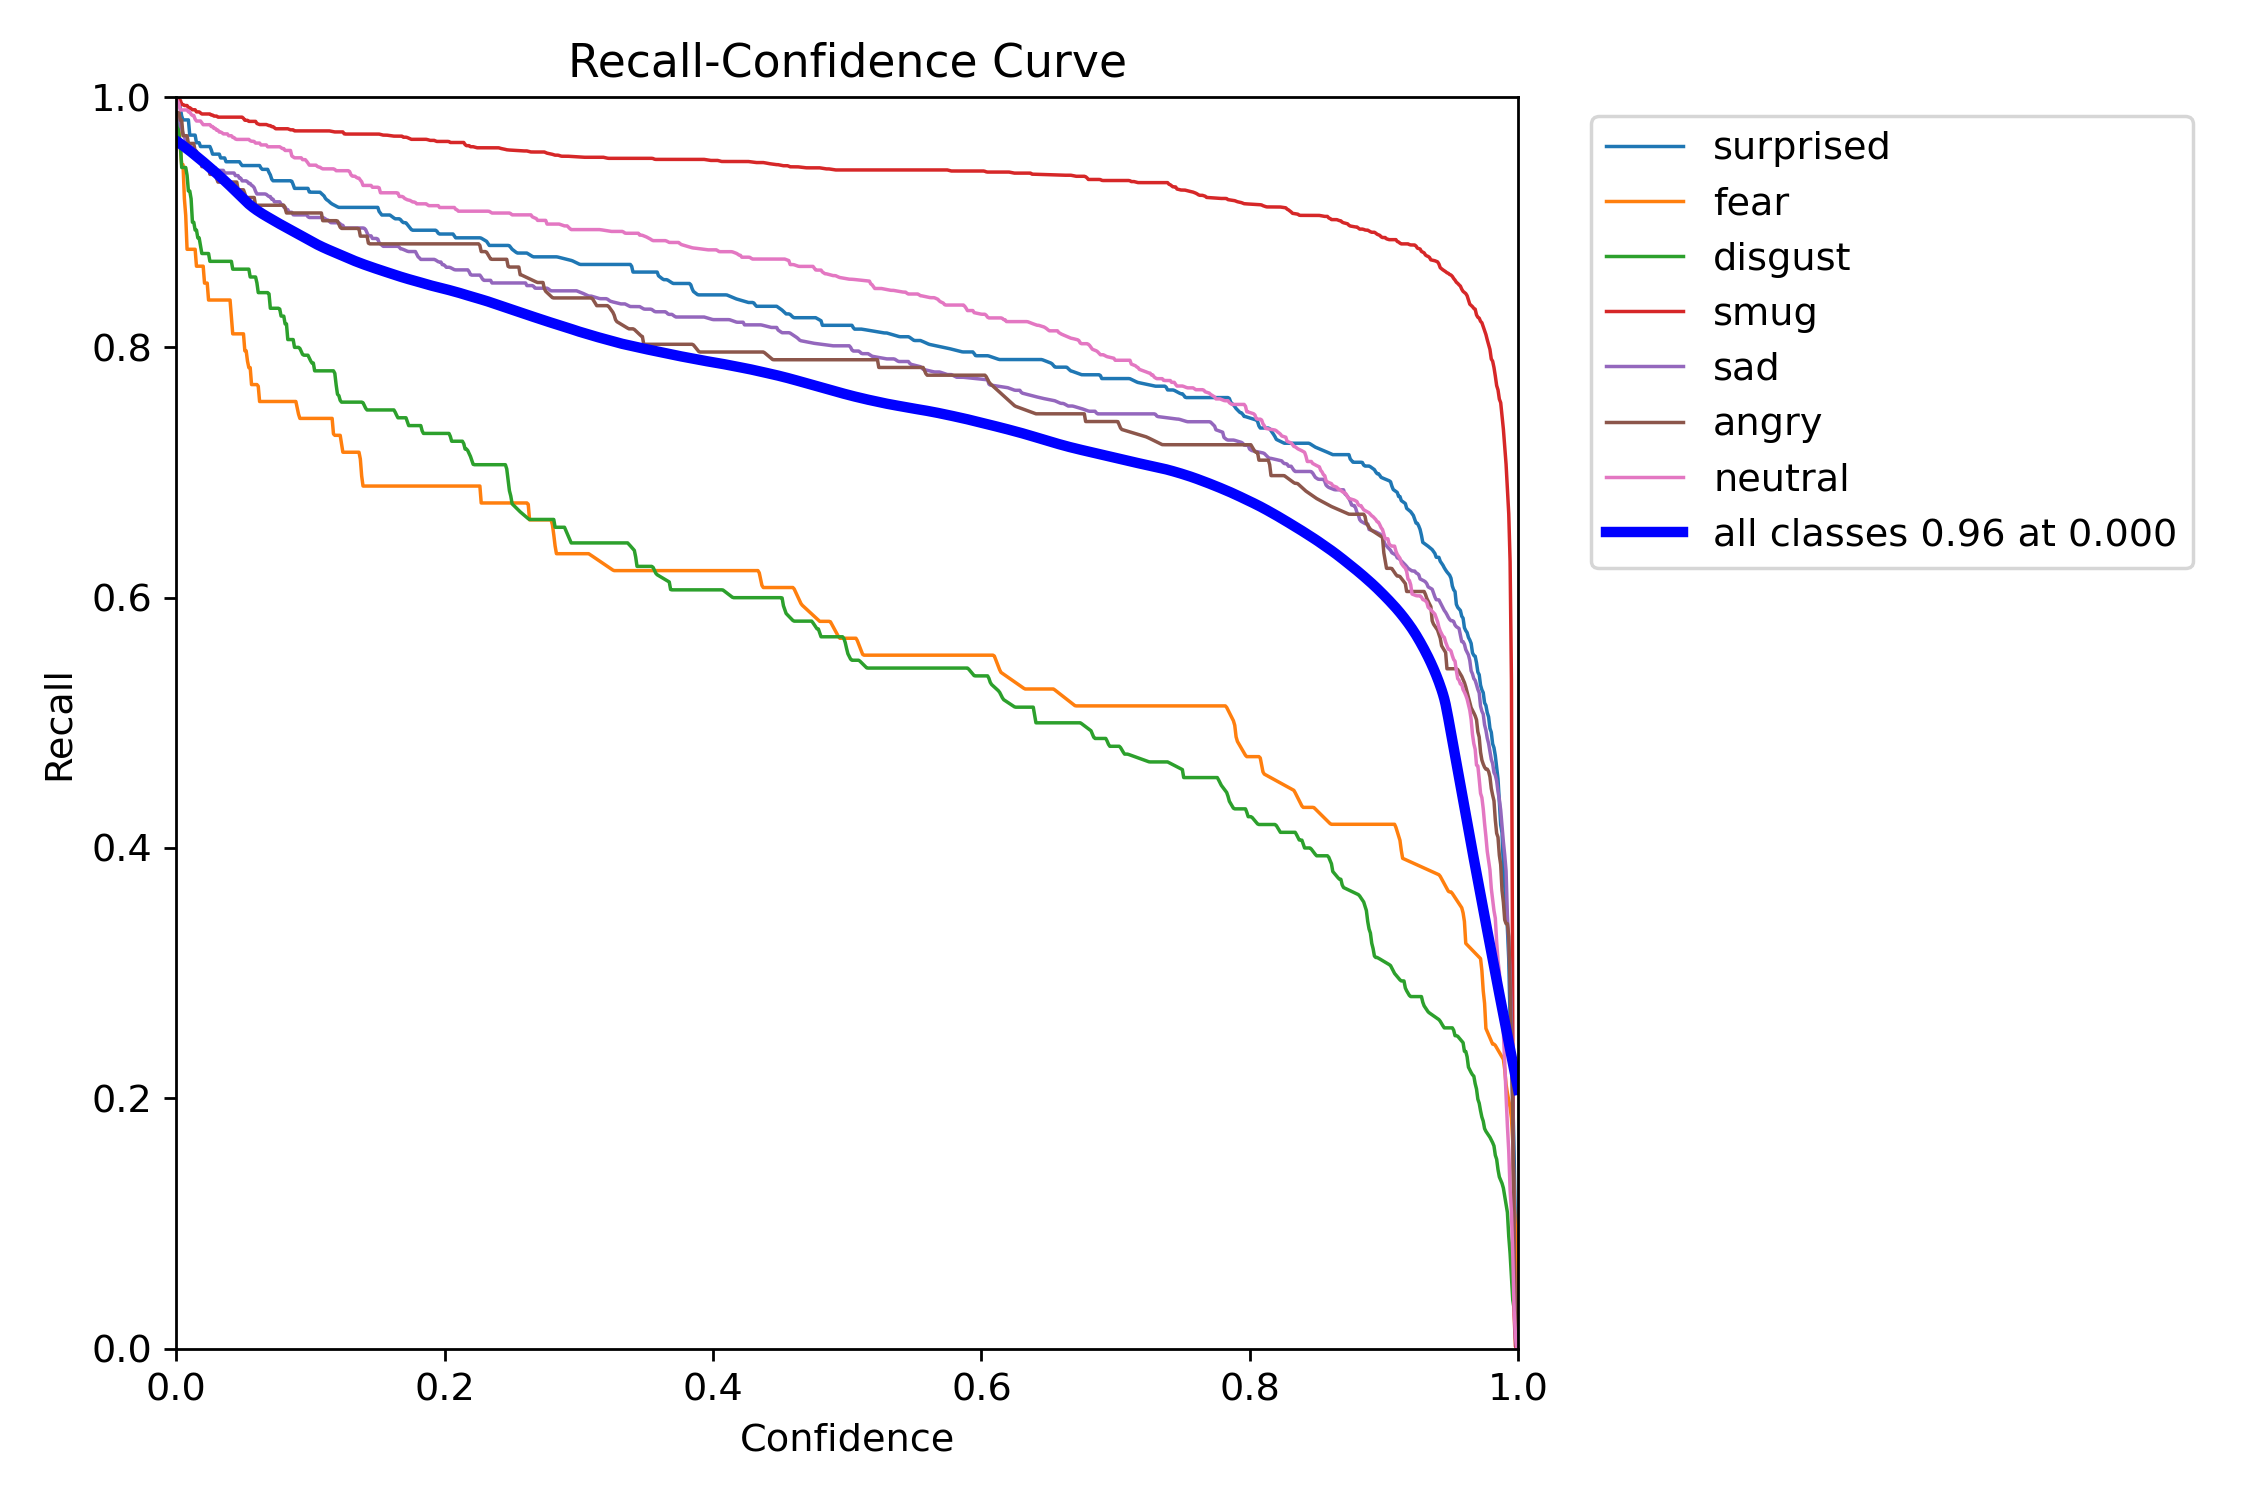 Recall-Confidence Curve
1.0
0.8
0.6
0.4
0.2
0.0
Recall
0.0 0.2 0.4 0.6 0.8 1.0
Confidence
surprised
fear
disgust
smug
sad
angry
neutral
all classes 0.96 at 0.000